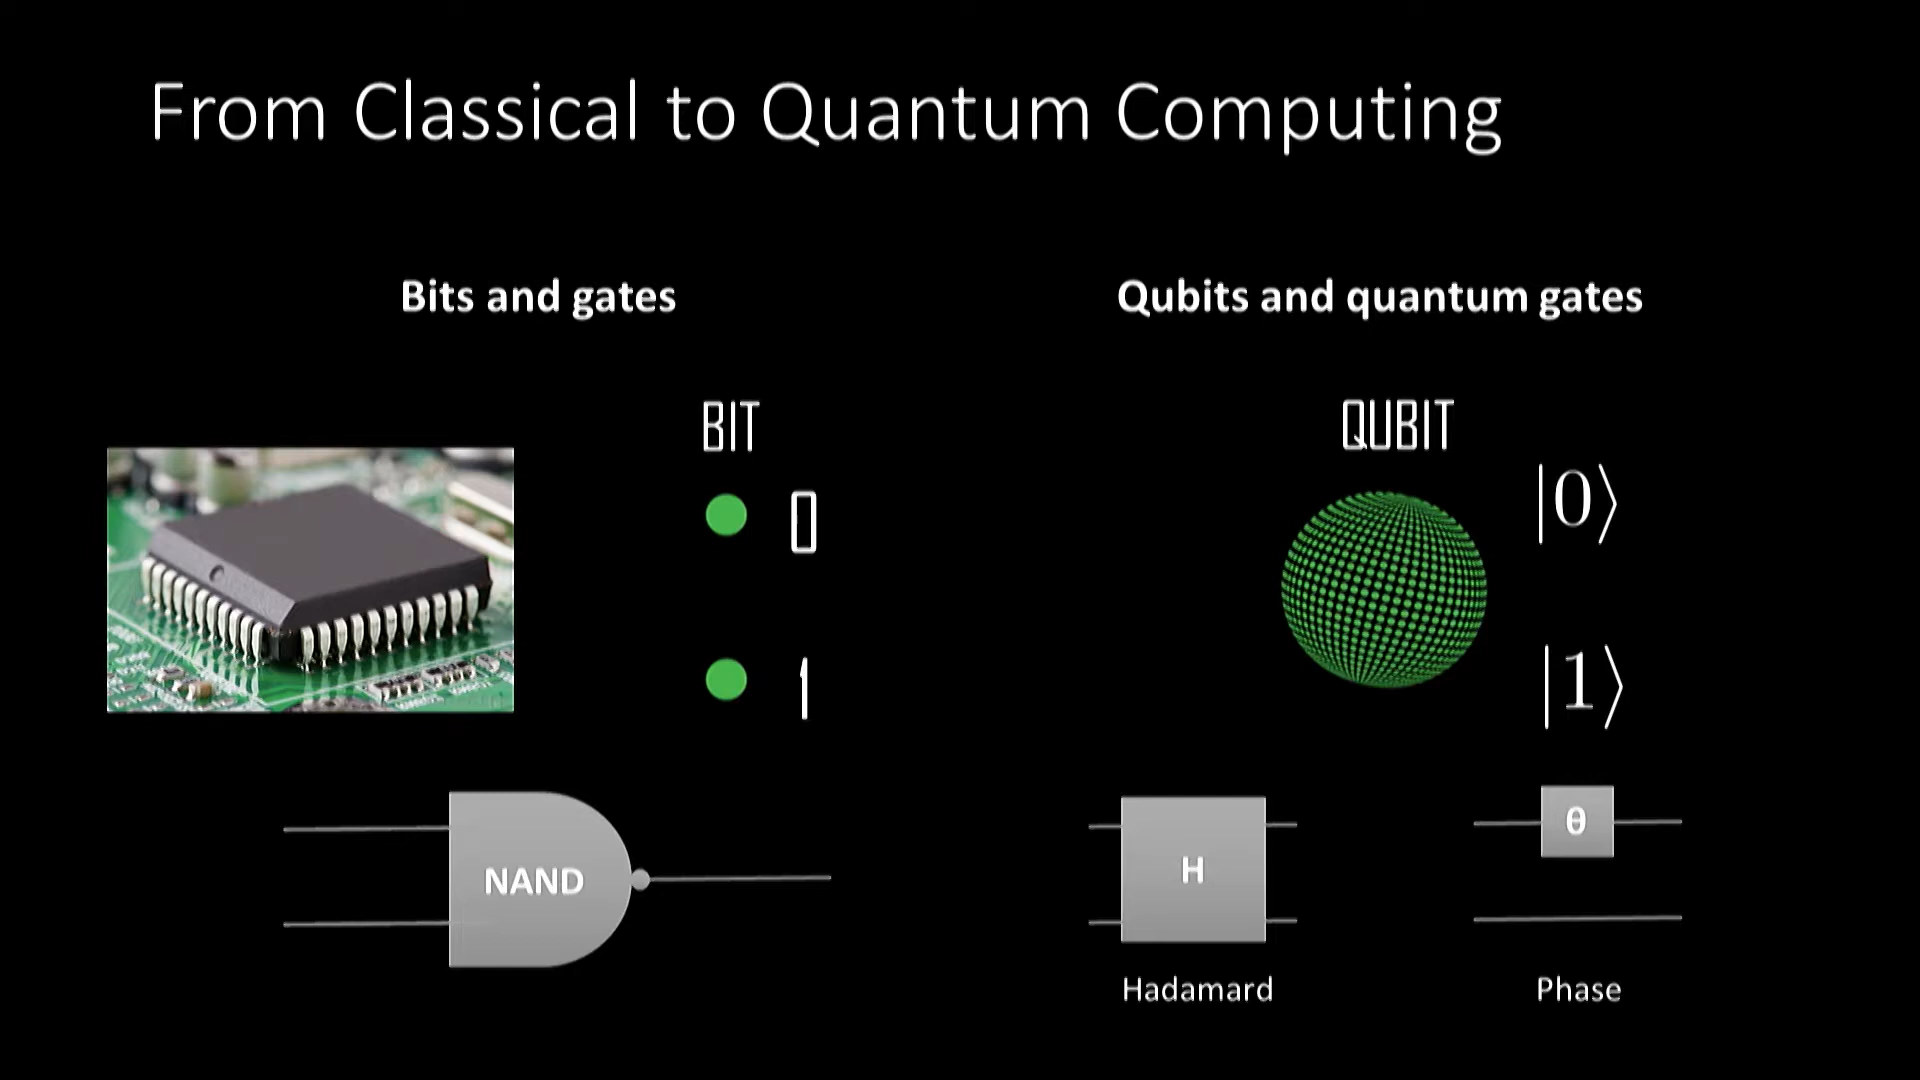 From Classical to Quantum Computing
Bits and gates
BIT
0
1
NAND
Qubits and quantum gates
QUBIT
|0⟩
|1⟩
H
Hadamard
θ
Phase